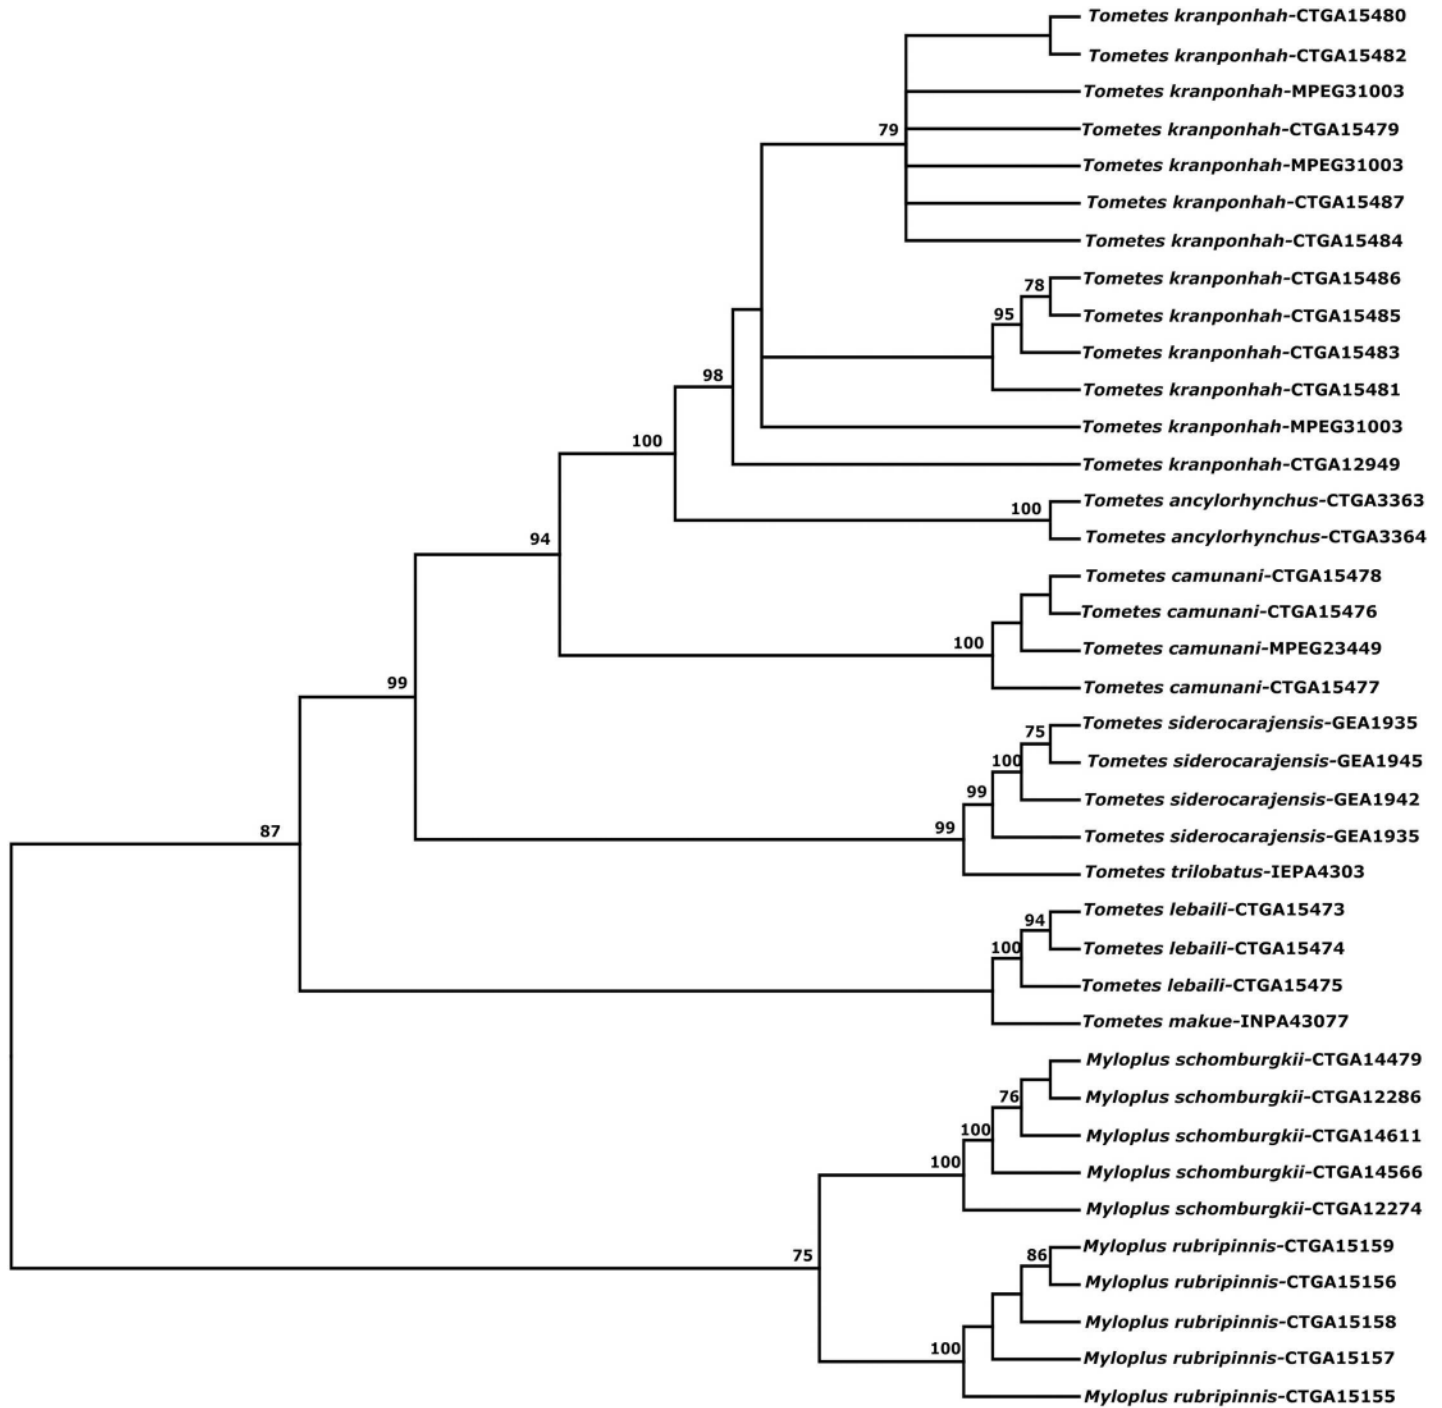 Tometes kranponhah-CTGA15480
Tometes kranponhah-CTGA15482
Tometes kranponhah-MPEG31003
79
Tometes kranponhah-CTGA15479
Tometes kranponhah-MPEG31003
Tometes kranponhah-CTGA15487
Tometes kranponhah-CTGA15484
Tometes kranponhah-CTGA15486
78
95
Tometes kranponhah-CTGA15485
Tometes kranponhah-CTGA15483
98
Tometes kranponhah-CTGA15481
Tometes kranponhah-MPEG31003
100
Tometes kranponhah-CTGA12949
Tometes ancylorhynchus-CTGA3363
100
Tometes ancylorhynchus-CTGA3364
94
Tometes camunani-CTGA15478
Tometes camunani-CTGA15476
100
Tometes camunani-MPEG23449
99
Tometes camunani-CTGA15477
Tometes siderocarajensis-GEA1935
75
100
Tometes siderocarajensis-GEA1945
99
Tometes siderocarajensis-GEA1942
99
87
Tometes siderocarajensis-GEA1935
Tometes trilobatus-IEPA4303
Tometes lebaili-CTGA15473
94
100
Tometes lebaili-CTGA15474
Tometes lebaili-CTGA15475
Tometes makue-INPA43077
Myloplus schomburgkii-CTGA14479
76
Myloplus schomburgkii-CTGA12286
100
Myloplus schomburgkii-CTGA14611
100
Myloplus schomburgkii-CTGA14566
Myloplus schomburgkii-CTGA12274
75
86
Myloplus rubripinnis-CTGA15159
Myloplus rubripinnis-CTGA15156
Myloplus rubripinnis-CTGA15158
100
Myloplus rubripinnis-CTGA15157
Myloplus rubripinnis-CTGA15155